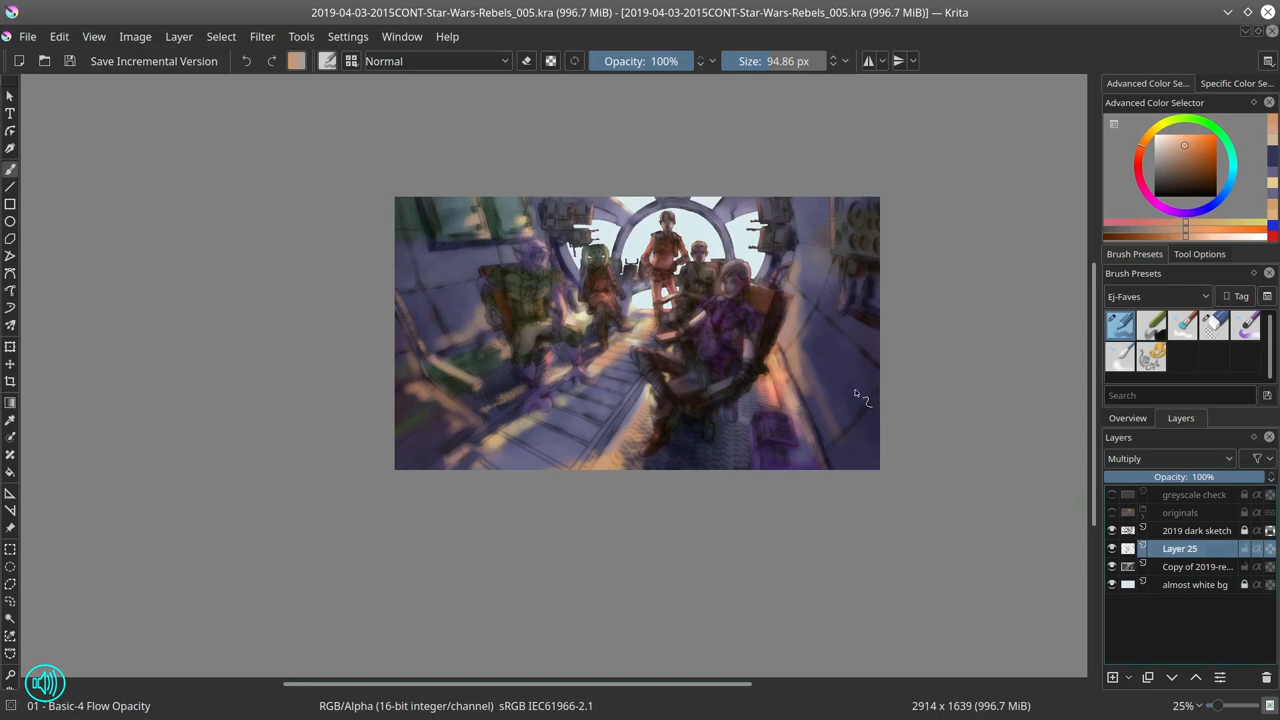 2019-04-03-2015CONT-Star-Wars-Rebels_005.kra (996.7 MiB) - [2019-04-03-2015CONT-Star-Wars-Rebels_005.kra (996.7 MiB)] — Krita
File Edit View Image Layer Select Filter Tools Settings Window Help
Save Incremental Version Normal Opacity: 100% Size: 94.86 px
Advanced Color Se... Specific Color Se...
Advanced Color Selector
Brush Presets Tool Options
Brush Presets
Ej-Faves Tag
Search
Overview Layers
Layers
Multiply
Opacity: 100%
greyscale check
originals
2019 dark sketch
Layer 25
Copy of 2019-re...
almost white bg
01 - Basic-4 Flow Opacity RGB/Alpha (16-bit integer/channel) sRGB IEC61966-2.1 2914 x 1639 (996.7 MiB) 25%